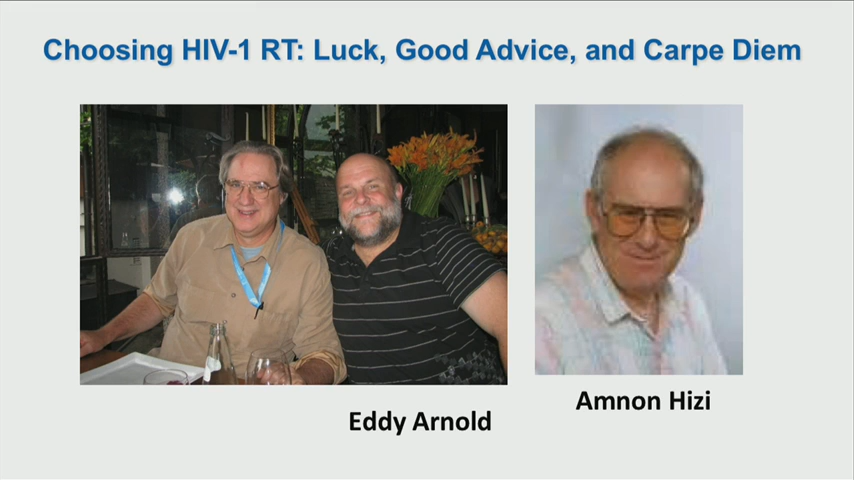 Choosing HIV-1 RT: Luck, Good Advice, and Carpe Diem
Eddy Arnold
Amnon Hizi